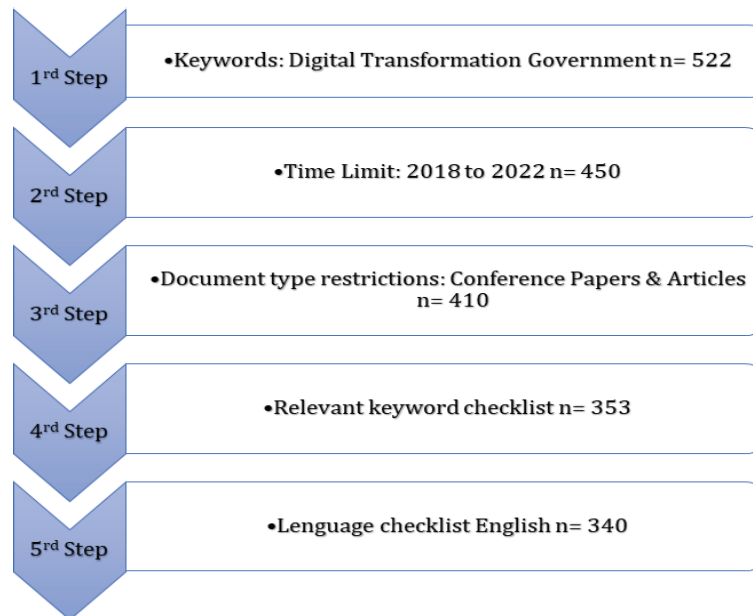 1rd Step
•Keywords: Digital Transformation Government n= 522
2rd Step
•Time Limit: 2018 to 2022 n= 450
3rd Step
•Document type restrictions: Conference Papers & Articles
n= 410
4rd Step
•Relevant keyword checklist n= 353
5rd Step
•Lenguage checklist English n= 340